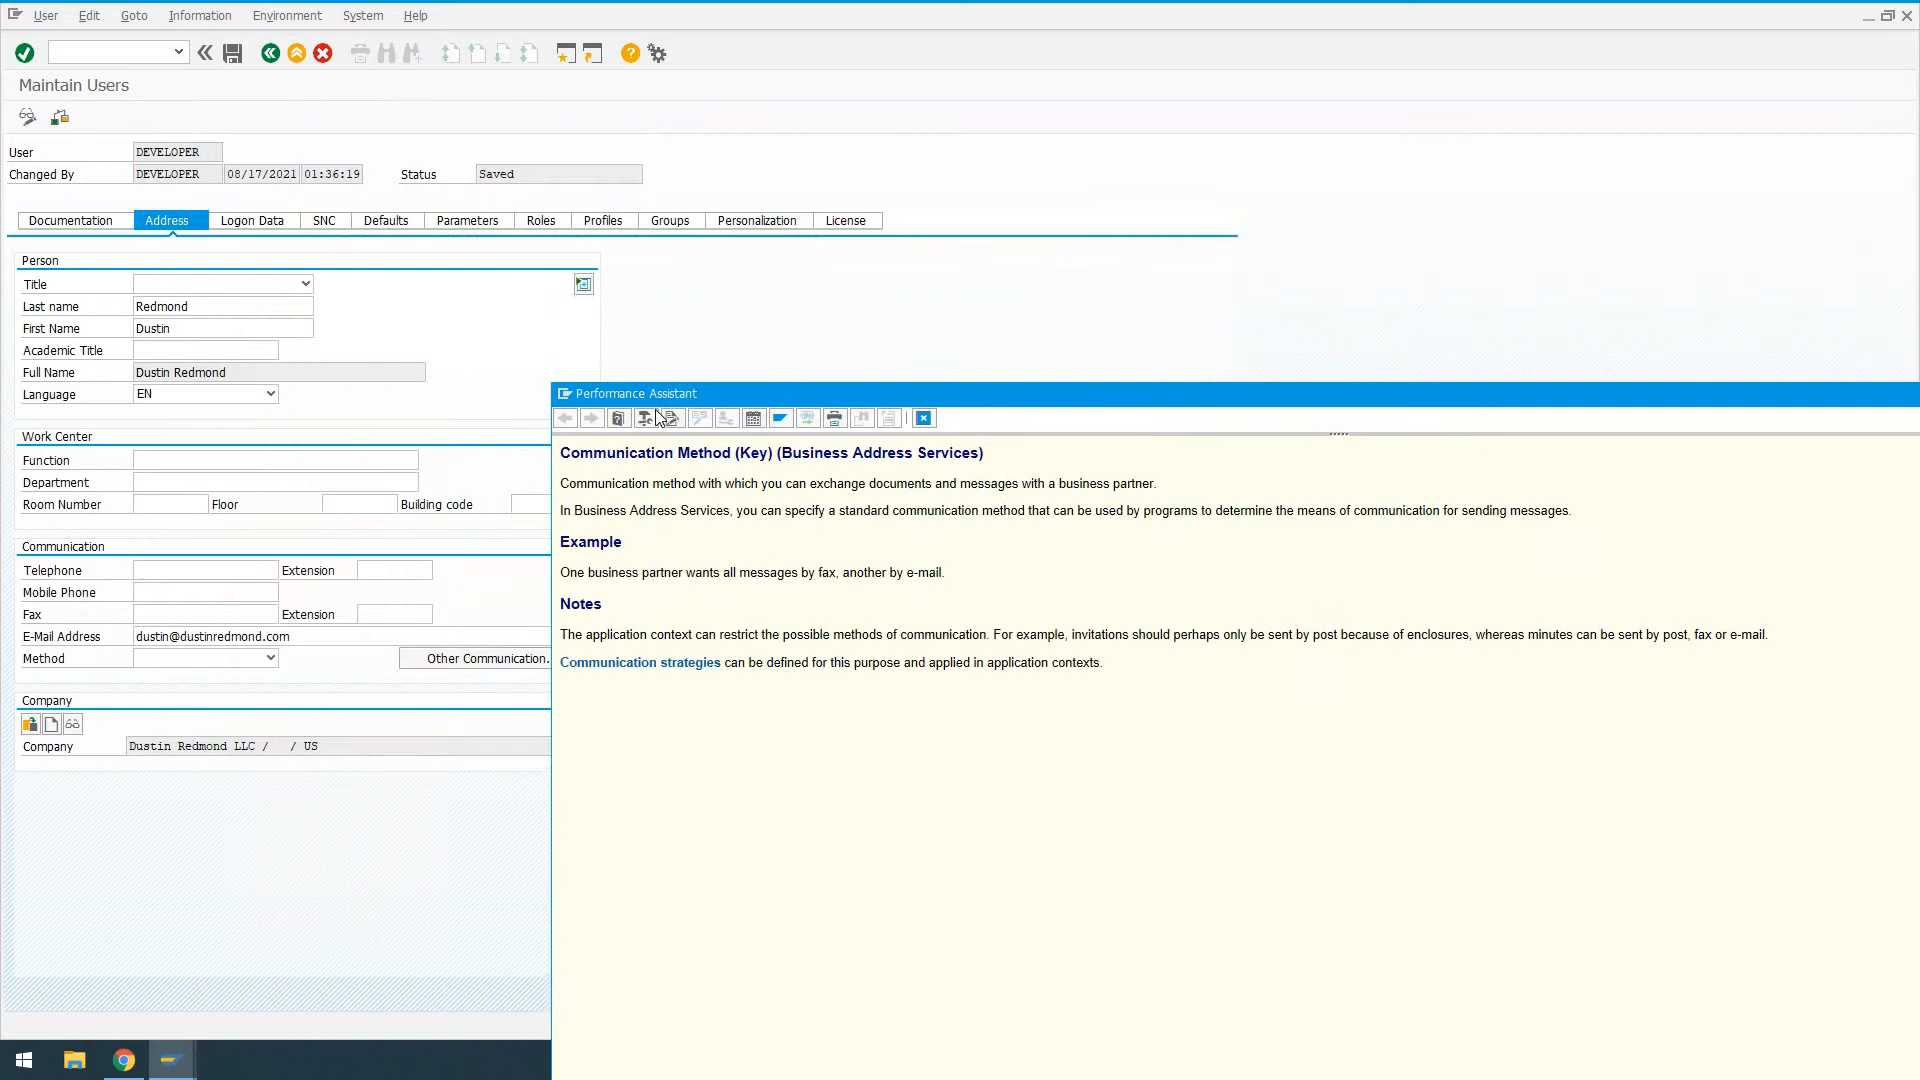 User Edit Goto Information Environment System Help
Maintain Users
User DEVELOPER
Changed By DEVELOPER 08/17/2021 01:36:19 Status Saved
Documentation Address Logon Data SNC Defaults Parameters Roles Profiles Groups Personalization License
Person
Title
Last name Redmond
First Name Dustin
Academic Title
Full Name Dustin Redmond
Language EN
Work Center
Function
Department
Room Number Floor Building code
Communication
Telephone Extension
Mobile Phone
Fax Extension
E-Mail Address dustin@dustinredmond.com
Method Other Communication.
Company
Company Dustin Redmond LLC / / US
Performance Assistant
Communication Method (Key) (Business Address Services)
Communication method with which you can exchange documents and messages with a business partner.
In Business Address Services, you can specify a standard communication method that can be used by programs to determine the means of communication for sending messages.
Example
One business partner wants all messages by fax, another by e-mail.
Notes
The application context can restrict the possible methods of communication. For example, invitations should perhaps only be sent by post because of enclosures, whereas minutes can be sent by post, fax or e-mail.
Communication strategies can be defined for this purpose and applied in application contexts.